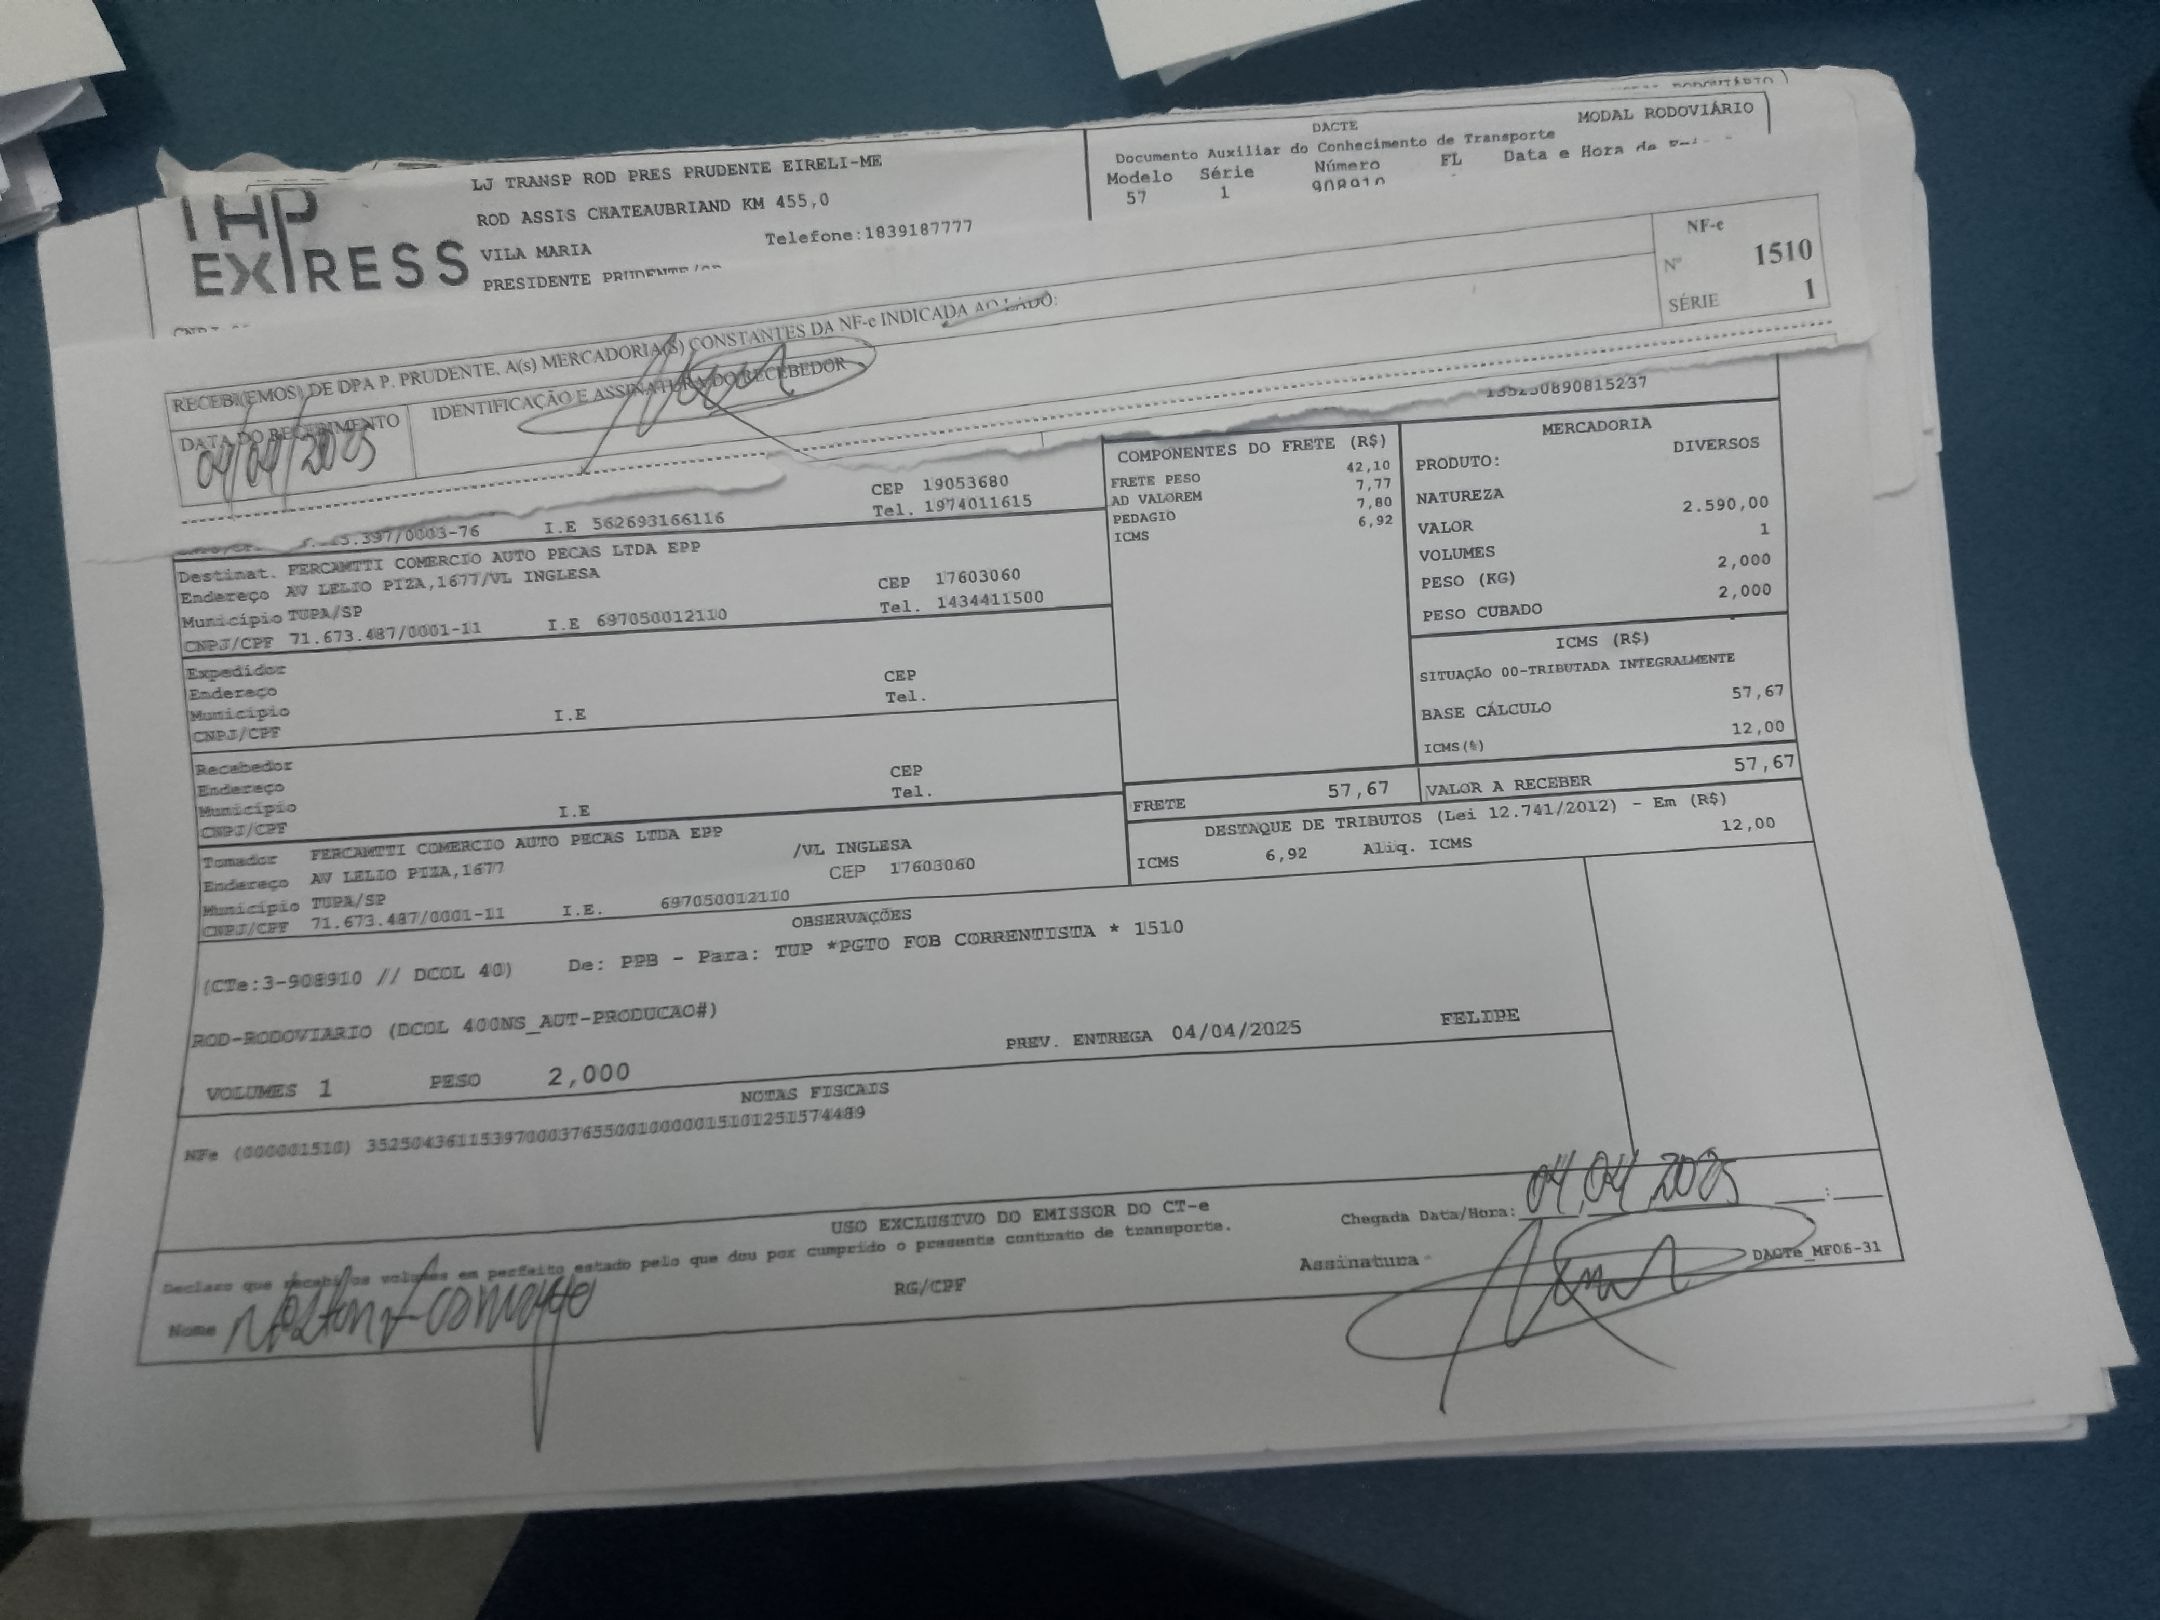 THP
EXPRESS
LJ TRANSP ROD PRES PRUDENTE EIRELI-ME
ROD ASSIS CHATEAUBRIAND KM 455,0
VILA MARIA Telefone:1839187777
PRESIDENTE PRUDENTE
MODAL RODOVIÁRIO
DACTE
Documento Auxiliar do Conhecimento de Transporte
Modelo Série Número FL Data e Hora de
57 1 908910
NF-e
Nº 1510
SÉRIE 1
RECEBI(EMOS) DE DPA P. PRUDENTE. A(s) MERCADORIA(S) CONSTANTES DA NF-e INDICADA AO LADO:
DATA DO RECEBIMENTO IDENTIFICAÇÃO E ASSINATURA DO RECEBEDOR
04/04/2025
0890815237
CEP 19053680
Tel. 1974011615
.397/0003-76 I.E 562693166116
Destinat. FERCAMTTI COMERCIO AUTO PECAS LTDA EPP
Endereço AV LELIO PIZA,1677/VL INGLESA CEP 17603060
Município TUPA/SP Tel. 1434411500
CNPJ/CPF 71.673.487/0001-11 I.E 697050012110
Expedidor
Endereço CEP
Município Tel.
CNPJ/CPF I.E
Recebedor
Endereço CEP
Município Tel.
CNPJ/CPF I.E
Tomador FERCAMTTI COMERCIO AUTO PECAS LTDA EPP
Endereço AV LELIO PIZA,1677 /VL INGLESA
Município TUPA/SP CEP 17603060
CNPJ/CPF 71.673.487/0001-11 I.E. 697050012110
COMPONENTES DO FRETE (R$)
FRETE PESO 42,10
AD VALOREM 7,77
PEDAGIO 7,80
ICMS 6,92
FRETE 57,67
MERCADORIA
PRODUTO: DIVERSOS
NATUREZA
VALOR 2.590,00
VOLUMES 1
PESO (KG) 2,000
PESO CUBADO 2,000
ICMS (R$)
SITUAÇÃO 00-TRIBUTADA INTEGRALMENTE
BASE CÁLCULO 57,67
ICMS(%) 12,00
VALOR A RECEBER 57,67
DESTAQUE DE TRIBUTOS (Lei 12.741/2012) - Em (R$)
ICMS 6,92 Aliq. ICMS 12,00
OBSERVAÇÕES
(CTe:3-908910 // DCOL 40) De: PPB - Para: TUP *PGTO FOB CORRENTISTA * 1510
ROD-RODOVIARIO (DCOL 400NS_AUT-PRODUCAO#)
PREV. ENTREGA 04/04/2025 FELIPE
VOLUMES 1 PESO 2,000
NOTAS FISCAIS
NFe (000001510) 35250436115397000376550010000015101251574489
USO EXCLUSIVO DO EMISSOR DO CT-e
Declaro que recebi os volumes em perfeito estado pelo que dou por cumprido o presente contrato de transporte.
Chegada Data/Hora: 04/04/2025 __:__
Nome
RG/CPF
Assinatura
DACTe_MF06-31